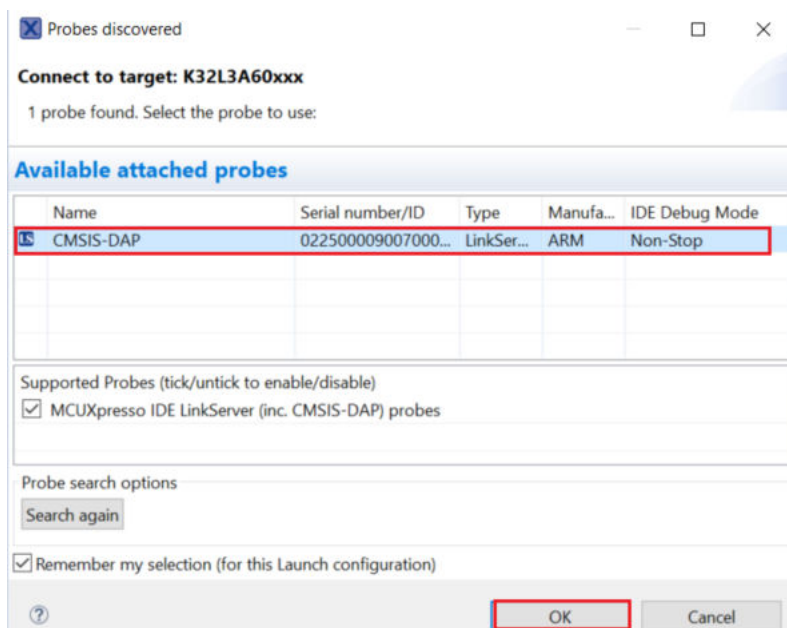 Probes discovered
Connect to target: K32L3A60xxx
1 probe found. Select the probe to use:
Available attached probes
Name Serial number/ID Type Manufa... IDE Debug Mode
LS CMSIS-DAP 022500009007000... LinkSer... ARM Non-Stop
Supported Probes (tick/untick to enable/disable)
MCUXpresso IDE LinkServer (inc. CMSIS-DAP) probes
Probe search options
Search again
Remember my selection (for this Launch configuration)
? OK Cancel